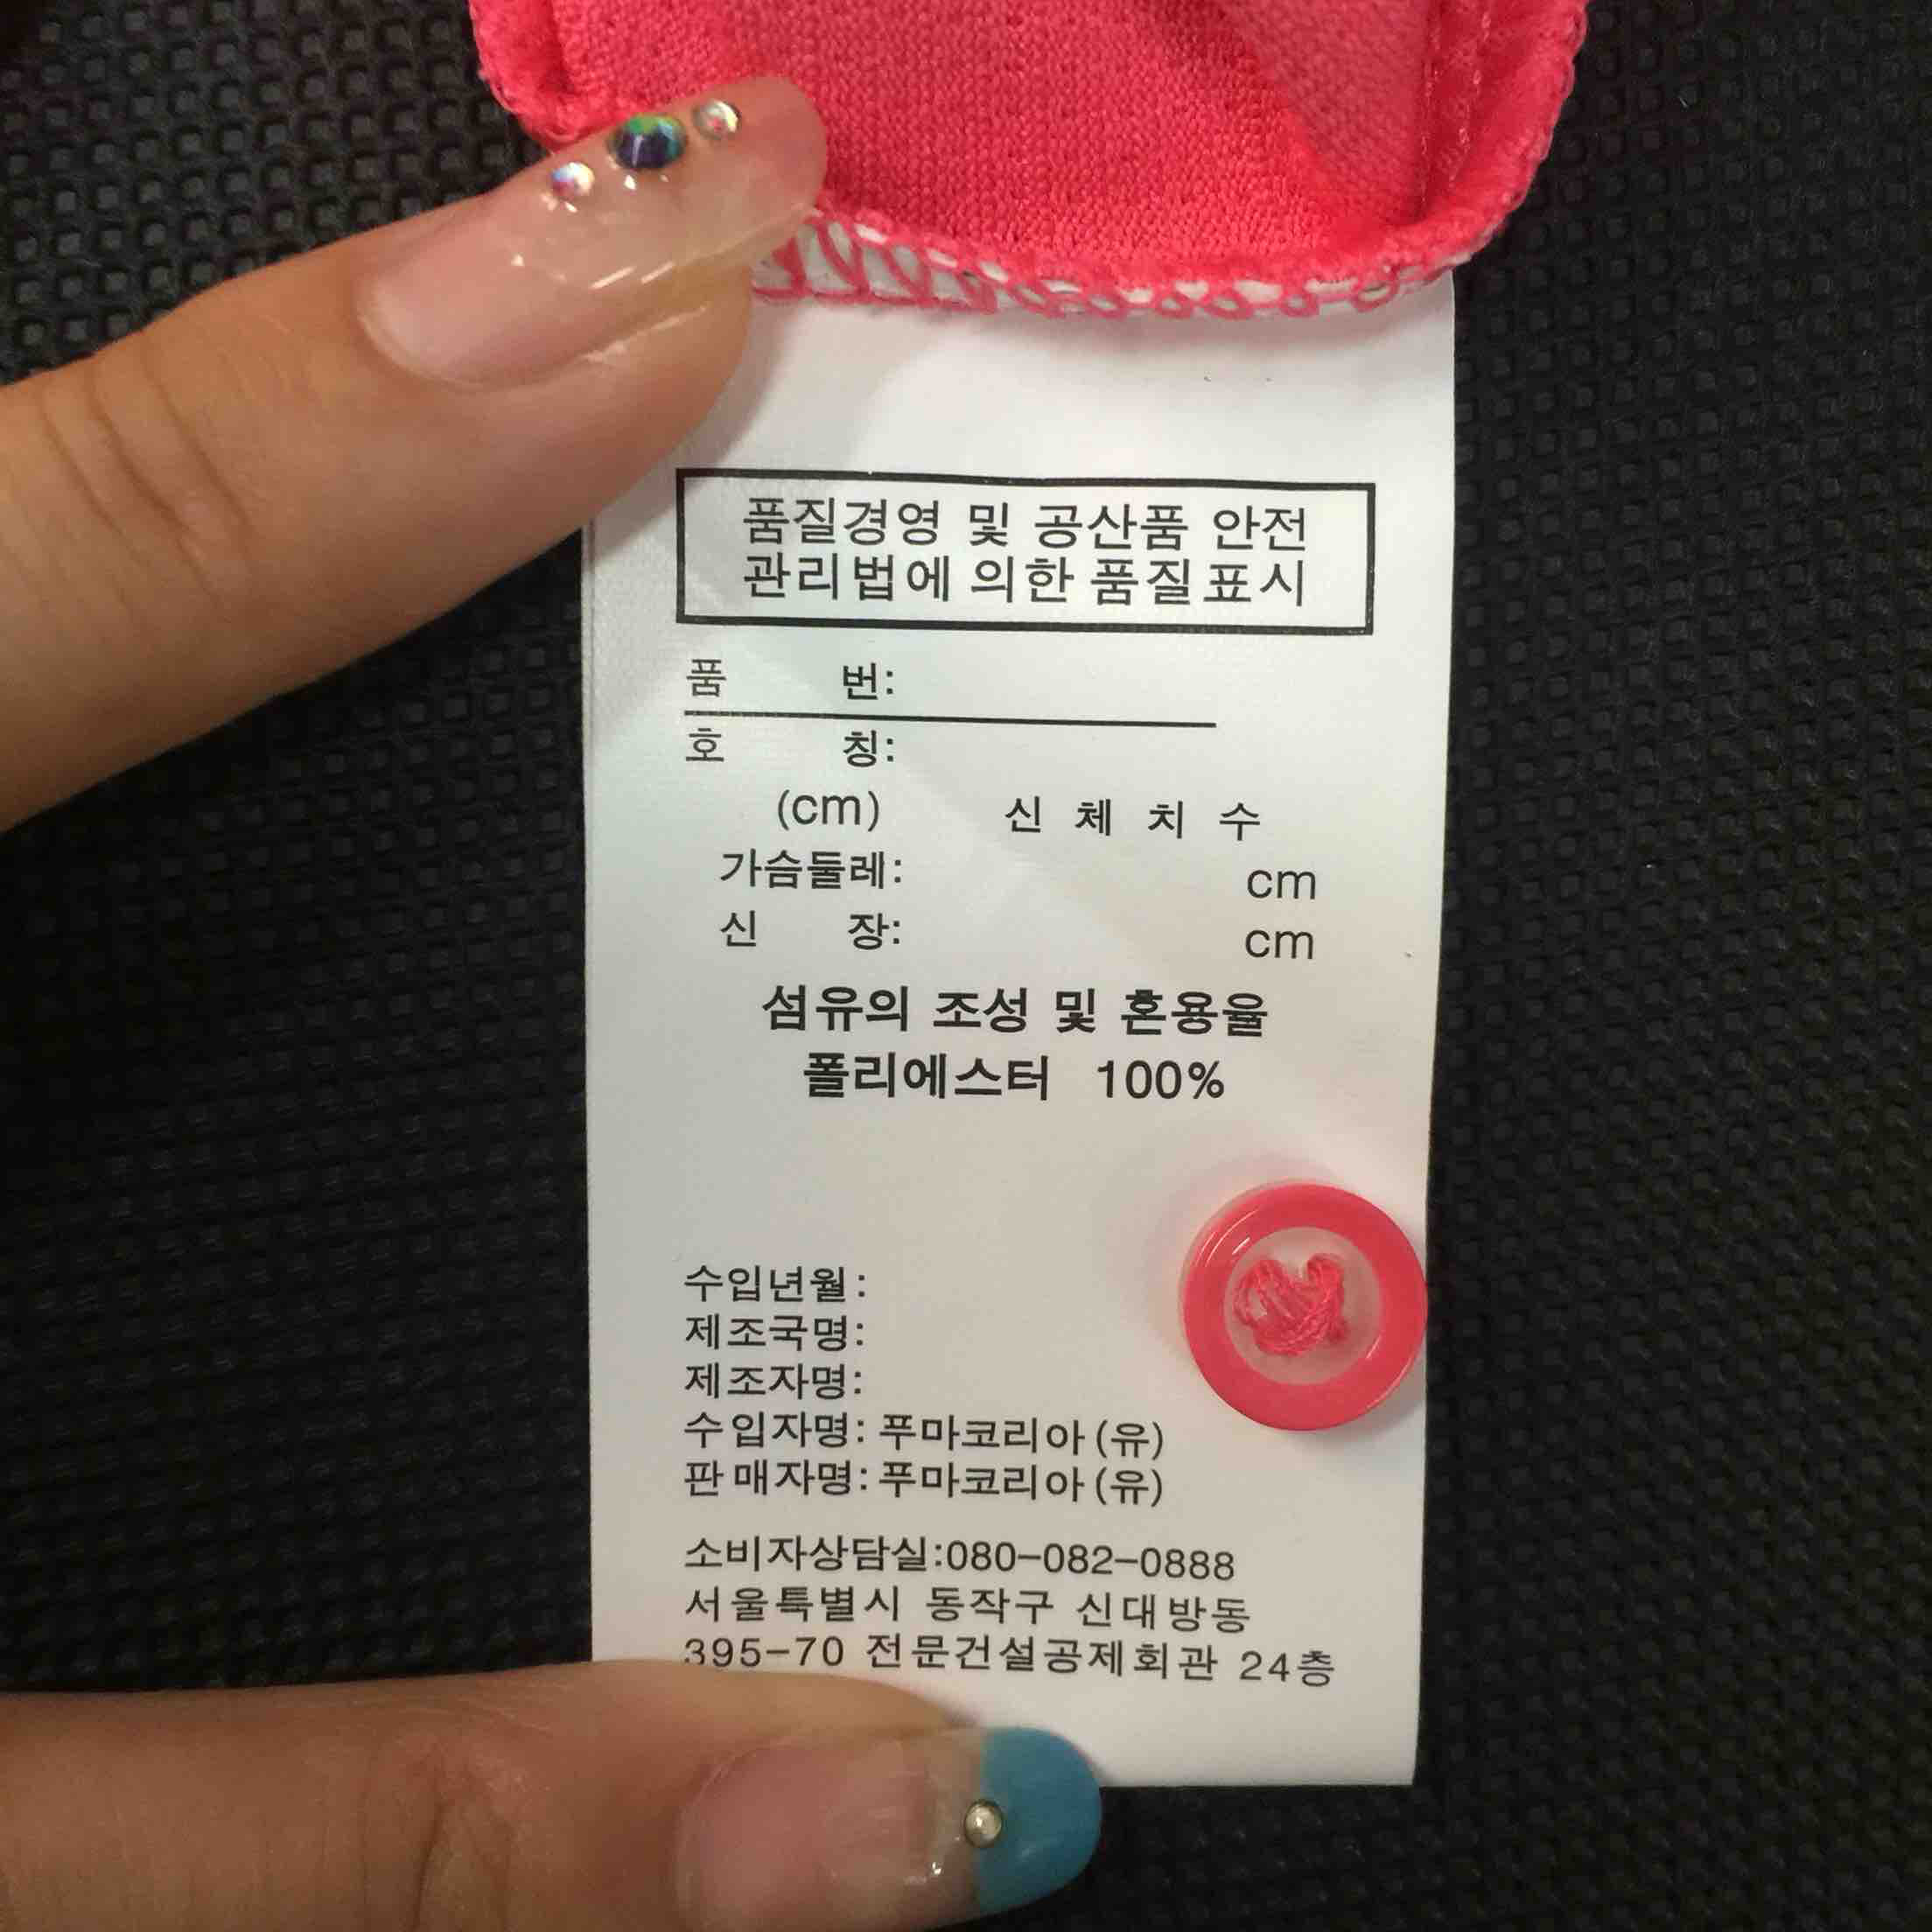 품질경영 및 공산품 안전
관리법에 의한 품질표시
품 번:
호 칭:
(cm) 신 체 치 수
가슴둘레: cm
신 장: cm
섬유의 조성 및 혼용율
폴리에스터 100%
수입년월:
제조국명:
제조자명:
수입자명: 푸마코리아 (유)
판매자명: 푸마코리아 (유)
소비자상담실:080-082-0888
서울특별시 동작구 신대방동
395-70 전문건설공제회관 24층